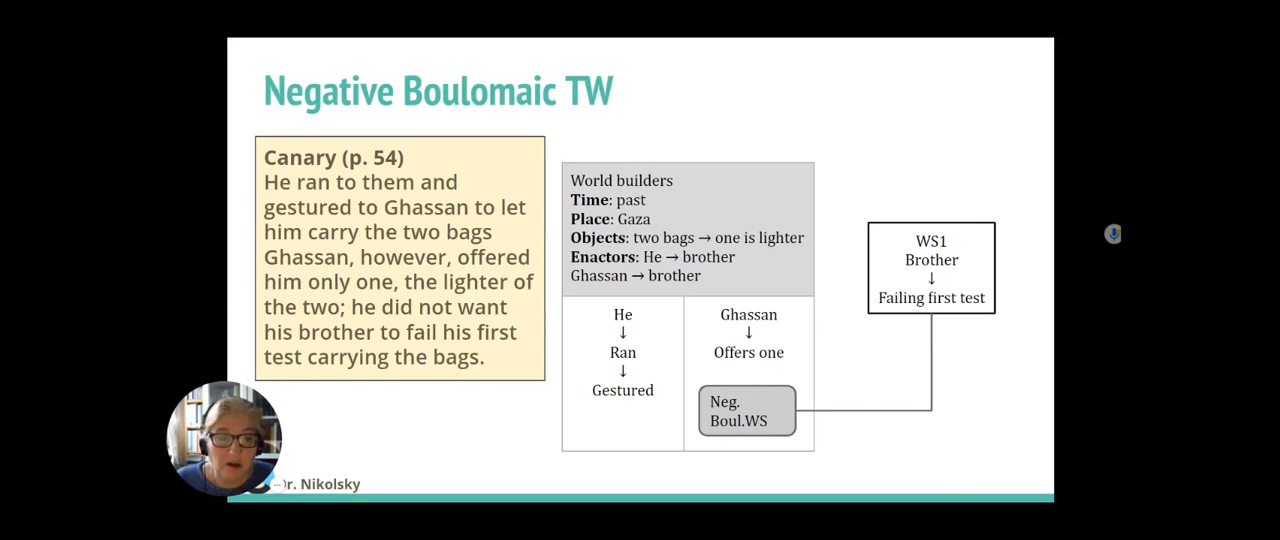 Negative Boulomaic TW
Canary (p. 54)
He ran to them and
gestured to Ghassan to let
him carry the two bags
Ghassan, however, offered
him only one, the lighter of
the two; he did not want
his brother to fail his first
test carrying the bags.
World builders
Time: past
Place: Gaza
Objects: two bags → one is lighter
Enactors: He → brother
Ghassan → brother
He
↓
Ran
↓
Gestured
Ghassan
↓
Offers one
Neg.
Boul.WS
WS1
Brother
↓
Failing first test
r. Nikolsky